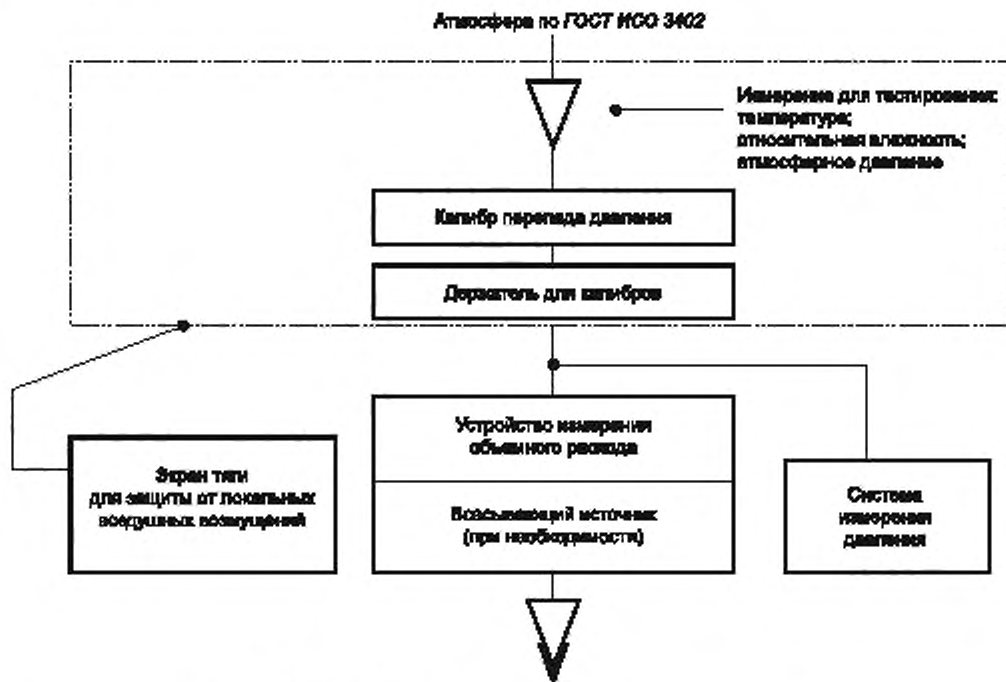 Атмосфера по ГОСТ ИСО 3402
Измерение для тестирования:
температура;
относительная влажность;
атмосферное давление
Калибр перепада давления
Держатель для калибров
Устройство измерения
объемного расхода
Экран тяги
для защиты от локальных
воздушных возмущений
Всасывающий источник
(при необходимости)
Система
измерения
давления